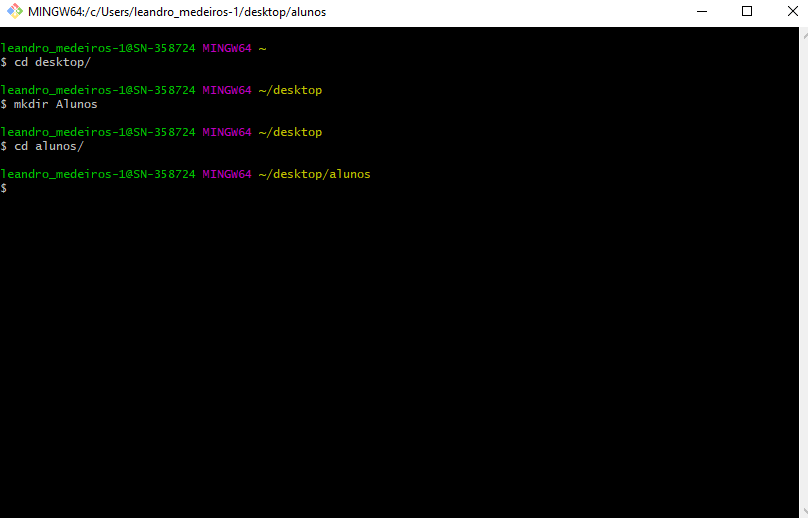 MINGW64:/c/Users/leandro_medeiros-1/desktop/alunos
leandro_medeiros-1@SN-358724 MINGW64 ~
$ cd desktop/
leandro_medeiros-1@SN-358724 MINGW64 ~/desktop
$ mkdir Alunos
leandro_medeiros-1@SN-358724 MINGW64 ~/desktop
$ cd alunos/
leandro_medeiros-1@SN-358724 MINGW64 ~/desktop/alunos
$